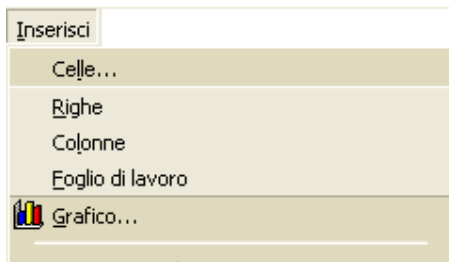 Inserisci
Celle...
Righe
Colonne
Foglio di lavoro
Grafico...